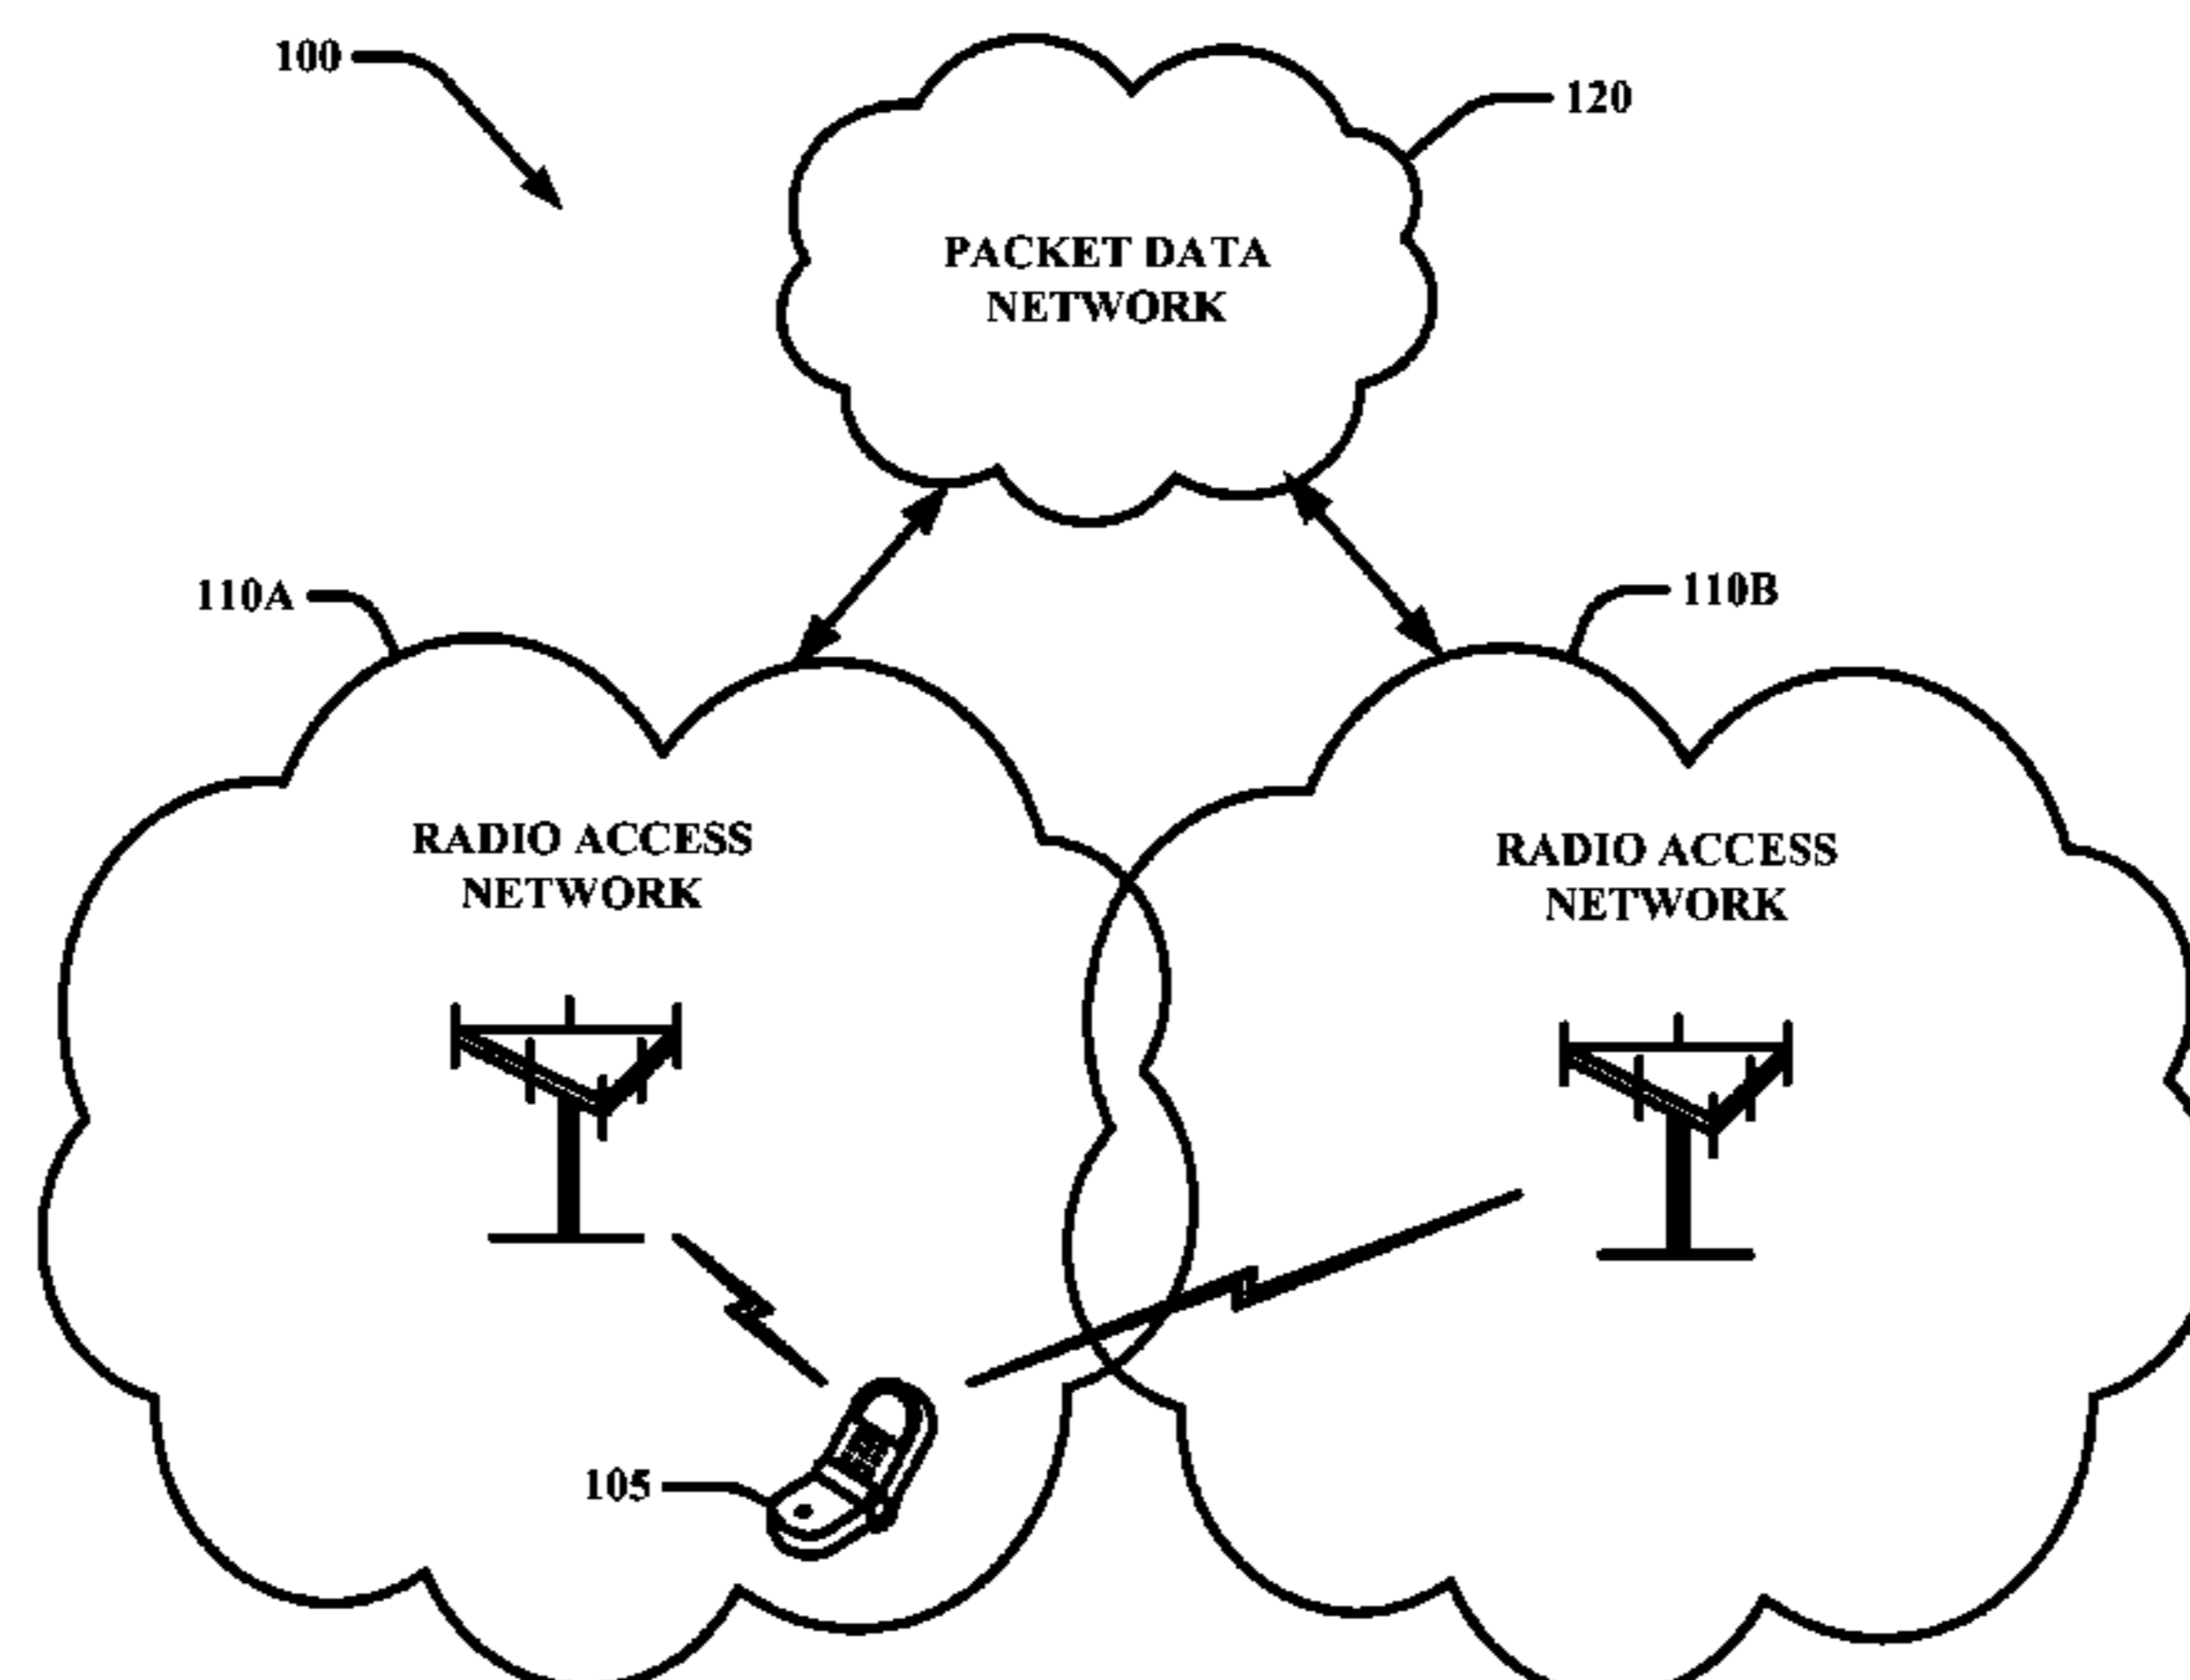 100
120
PACKET DATA
NETWORK
110A
110B
RADIO ACCESS
NETWORK
RADIO ACCESS
NETWORK
105